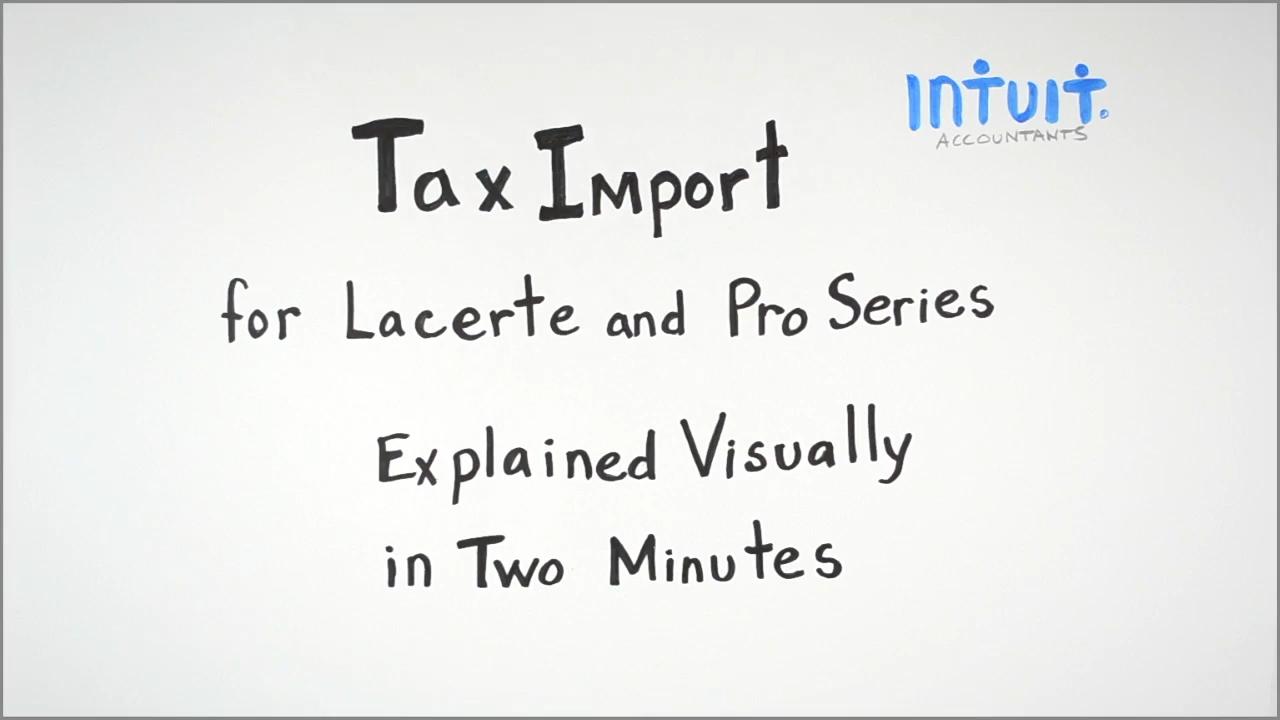 INTUIT.
ACCOUNTANTS
Tax Import
for Lacerte and Pro Series
Explained Visually
in Two Minutes